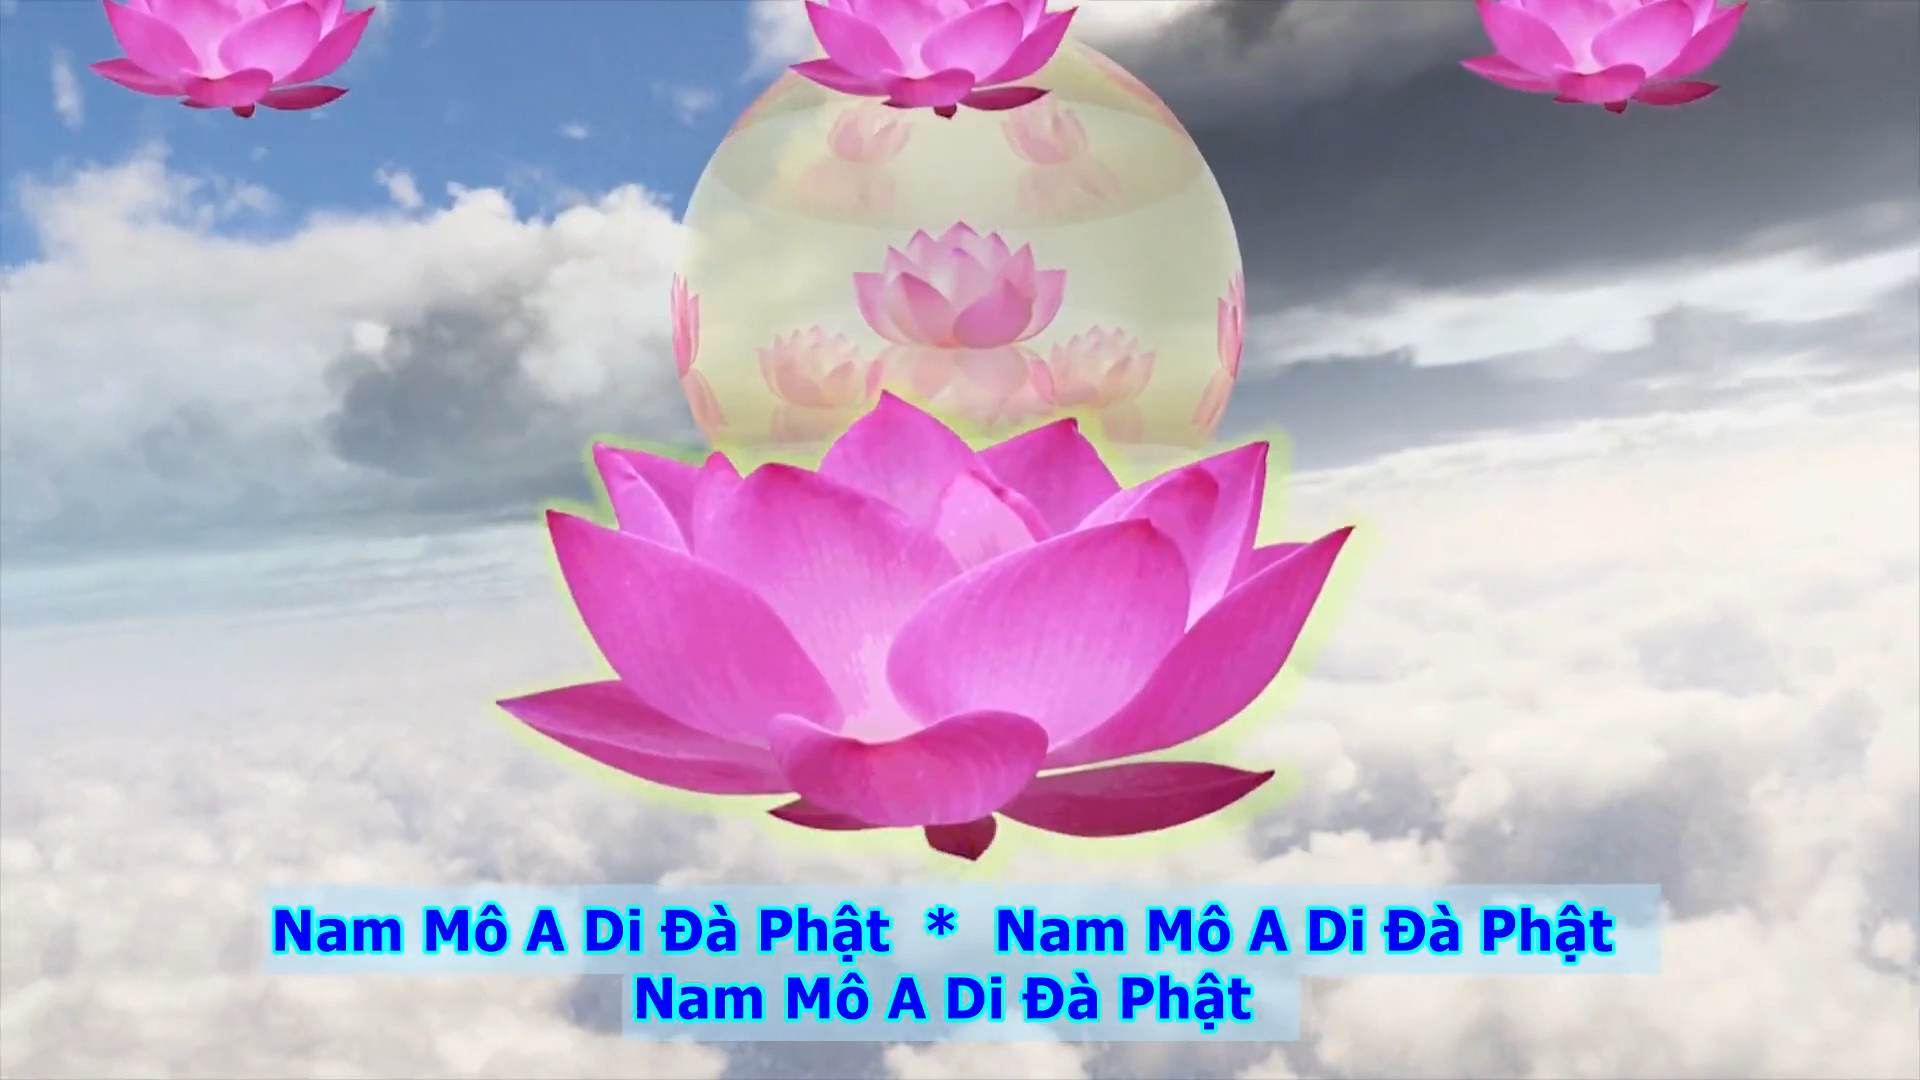 Nam Mô A Di Đà Phật * Nam Mô A Di Đà Phật
Nam Mô A Di Đà Phật